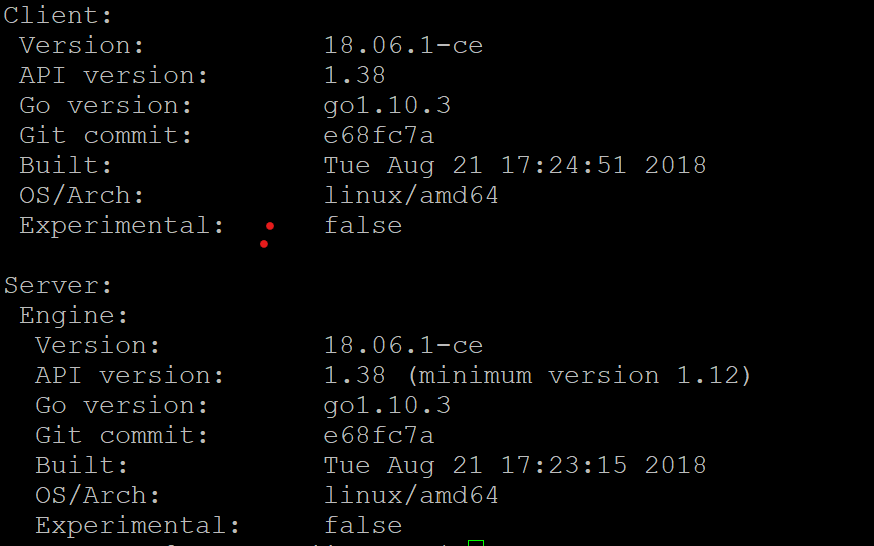 Client:
Version: 18.06.1-ce
API version: 1.38
Go version: go1.10.3
Git commit: e68fc7a
Built: Tue Aug 21 17:24:51 2018
OS/Arch: linux/amd64
Experimental: false
Server:
Engine:
Version: 18.06.1-ce
API version: 1.38 (minimum version 1.12)
Go version: go1.10.3
Git commit: e68fc7a
Built: Tue Aug 21 17:23:15 2018
OS/Arch: linux/amd64
Experimental: false